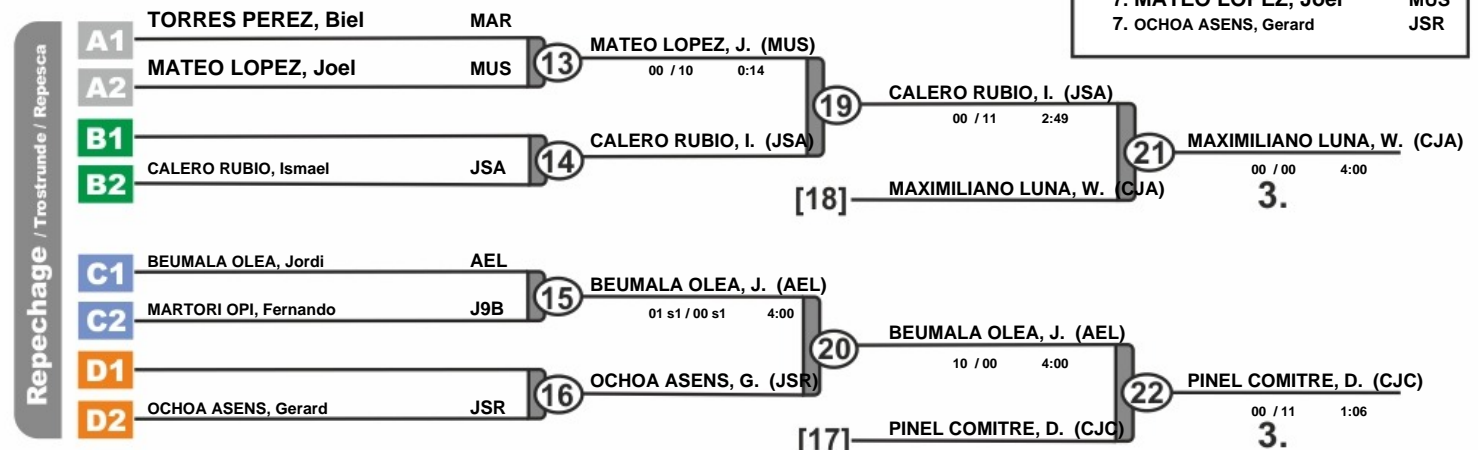 7. MATEO LOPEZ, Joel MUS
7. OCHOA ASENS, Gerard JSR
Repechage / Trostrunde / Repesca
A1 TORRES PEREZ, Biel MAR
A2 MATEO LOPEZ, Joel MUS
13 MATEO LOPEZ, J. (MUS)
00 / 10 0:14
B1
B2 CALERO RUBIO, Ismael JSA
14 CALERO RUBIO, I. (JSA)
19 CALERO RUBIO, I. (JSA)
00 / 11 2:49
[18] MAXIMILIANO LUNA, W. (CJA)
21 MAXIMILIANO LUNA, W. (CJA)
00 / 00 4:00
3.
C1 BEUMALA OLEA, Jordi AEL
C2 MARTORI OPI, Fernando J9B
15 BEUMALA OLEA, J. (AEL)
01 s1 / 00 s1 4:00
D1
D2 OCHOA ASENS, Gerard JSR
16 OCHOA ASENS, G. (JSR)
20 BEUMALA OLEA, J. (AEL)
10 / 00 4:00
[17] PINEL COMITRE, D. (CJC)
22 PINEL COMITRE, D. (CJC)
00 / 11 1:06
3.